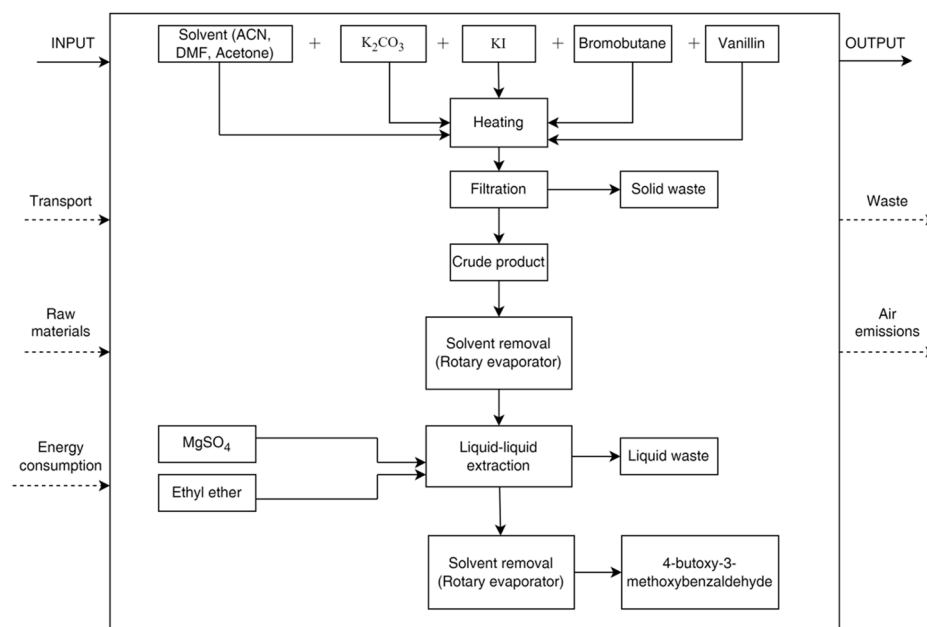 INPUT
Solvent (ACN,
DMF, Acetone)
+
K₂CO₃
+
KI
+
Bromobutane
+
Vanillin
OUTPUT
Heating
Transport
Filtration
Solid waste
Waste
Crude product
Raw
materials
Solvent removal
(Rotary evaporator)
Air
emissions
MgSO₄
Energy
consumption
Liquid-liquid
extraction
Liquid waste
Ethyl ether
Solvent removal
(Rotary evaporator)
4-butoxy-3-
methoxybenzaldehyde